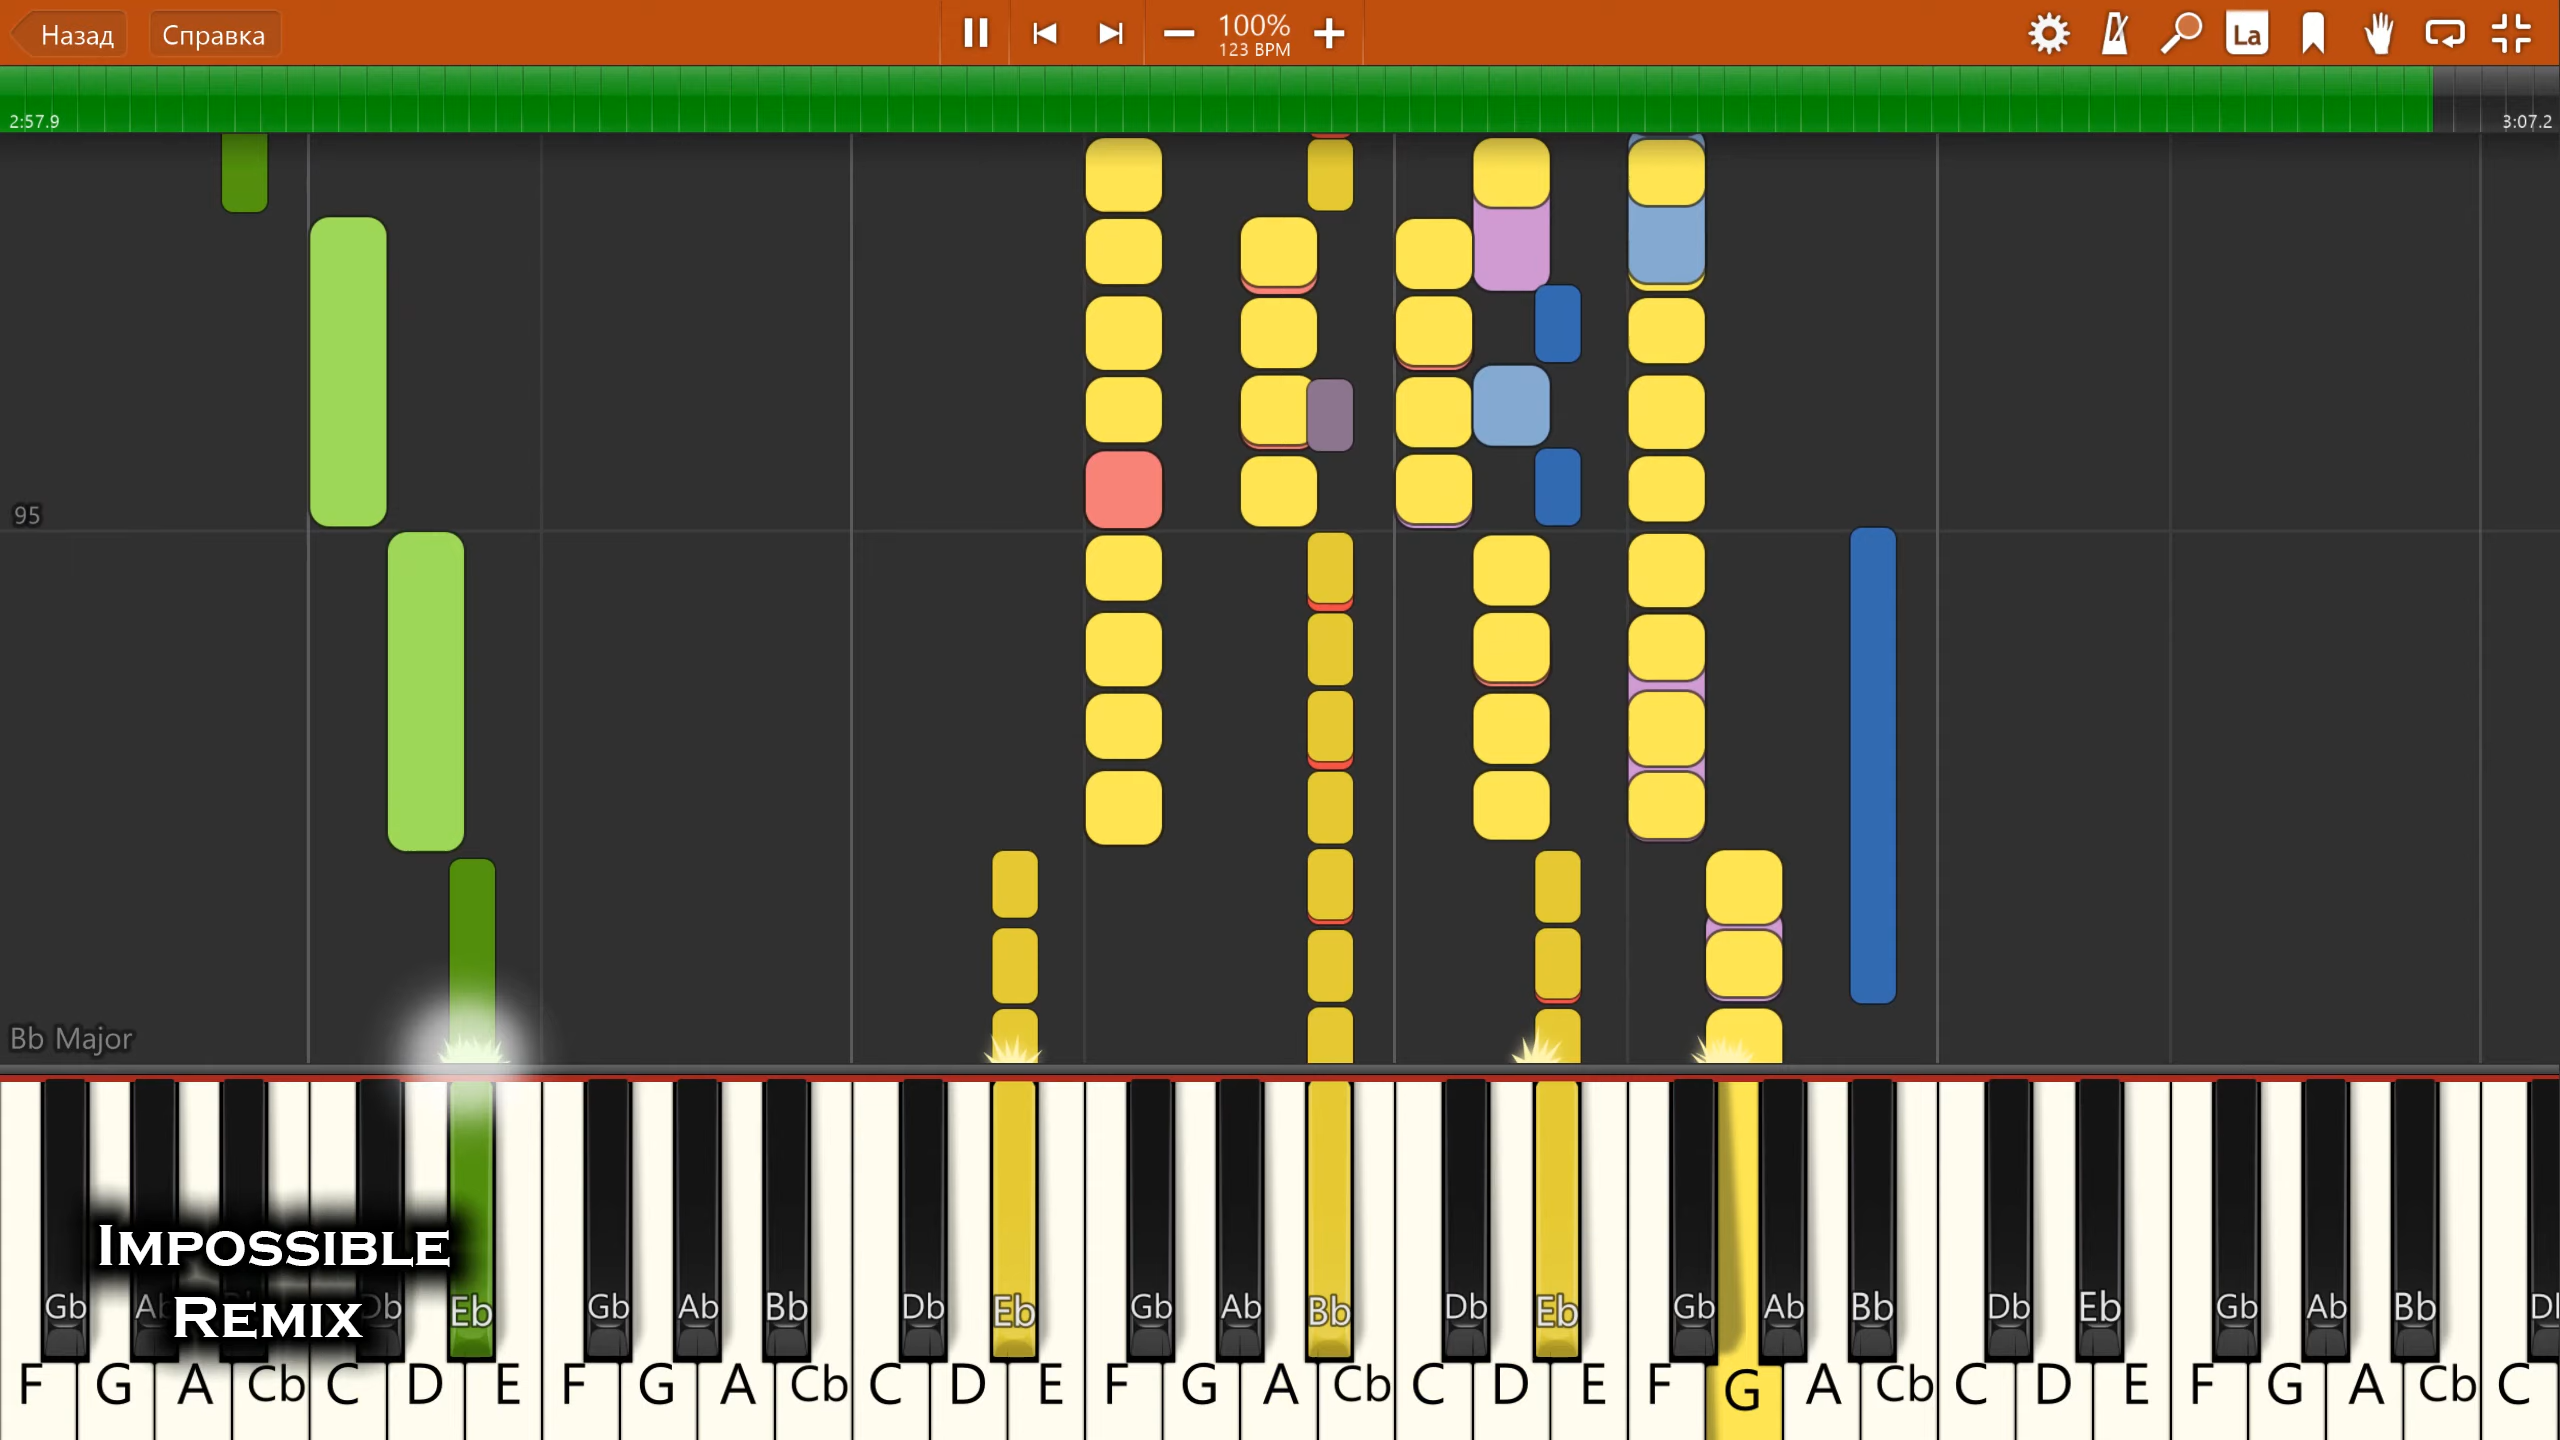 Назад Справка 100%
123 BPM La
2:57.9 3:07.2
95
Bb Major
Impossible
Remix
Gb Ab Db Eb Gb Ab Bb Db Eb Gb Ab Bb Db Eb Gb Ab Bb Db Eb Gb Ab Bb
F G A Cb C D E F G A Cb C D E F G A Cb C D E F G A Cb C D E F G A Cb C